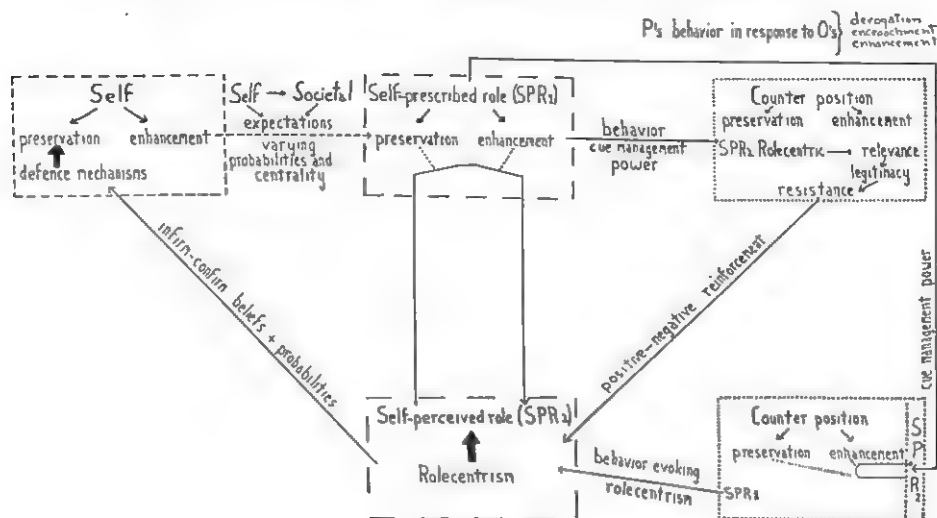 P's behavior in response to O's} derogation
encroachment
enhancement
Self
preservation enhancement
defence mechanisms
Self → Societal
expectations
varying
probabilities and
centrality
Self-prescribed role (SPR₁)
preservation enhancement
behavior
cue management
power
Counter position
preservation enhancement
SPR₂ Rolecentric → relevance
legitimacy
resistance
infirm-confirm beliefs + probabilities
positive-negative reinforcement
cue management power
Self-perceived role (SPR₂)
Rolecentrism
behavior evoking
rolecentrism
Counter position
preservation enhancement
SPR₁
S
P
R₂